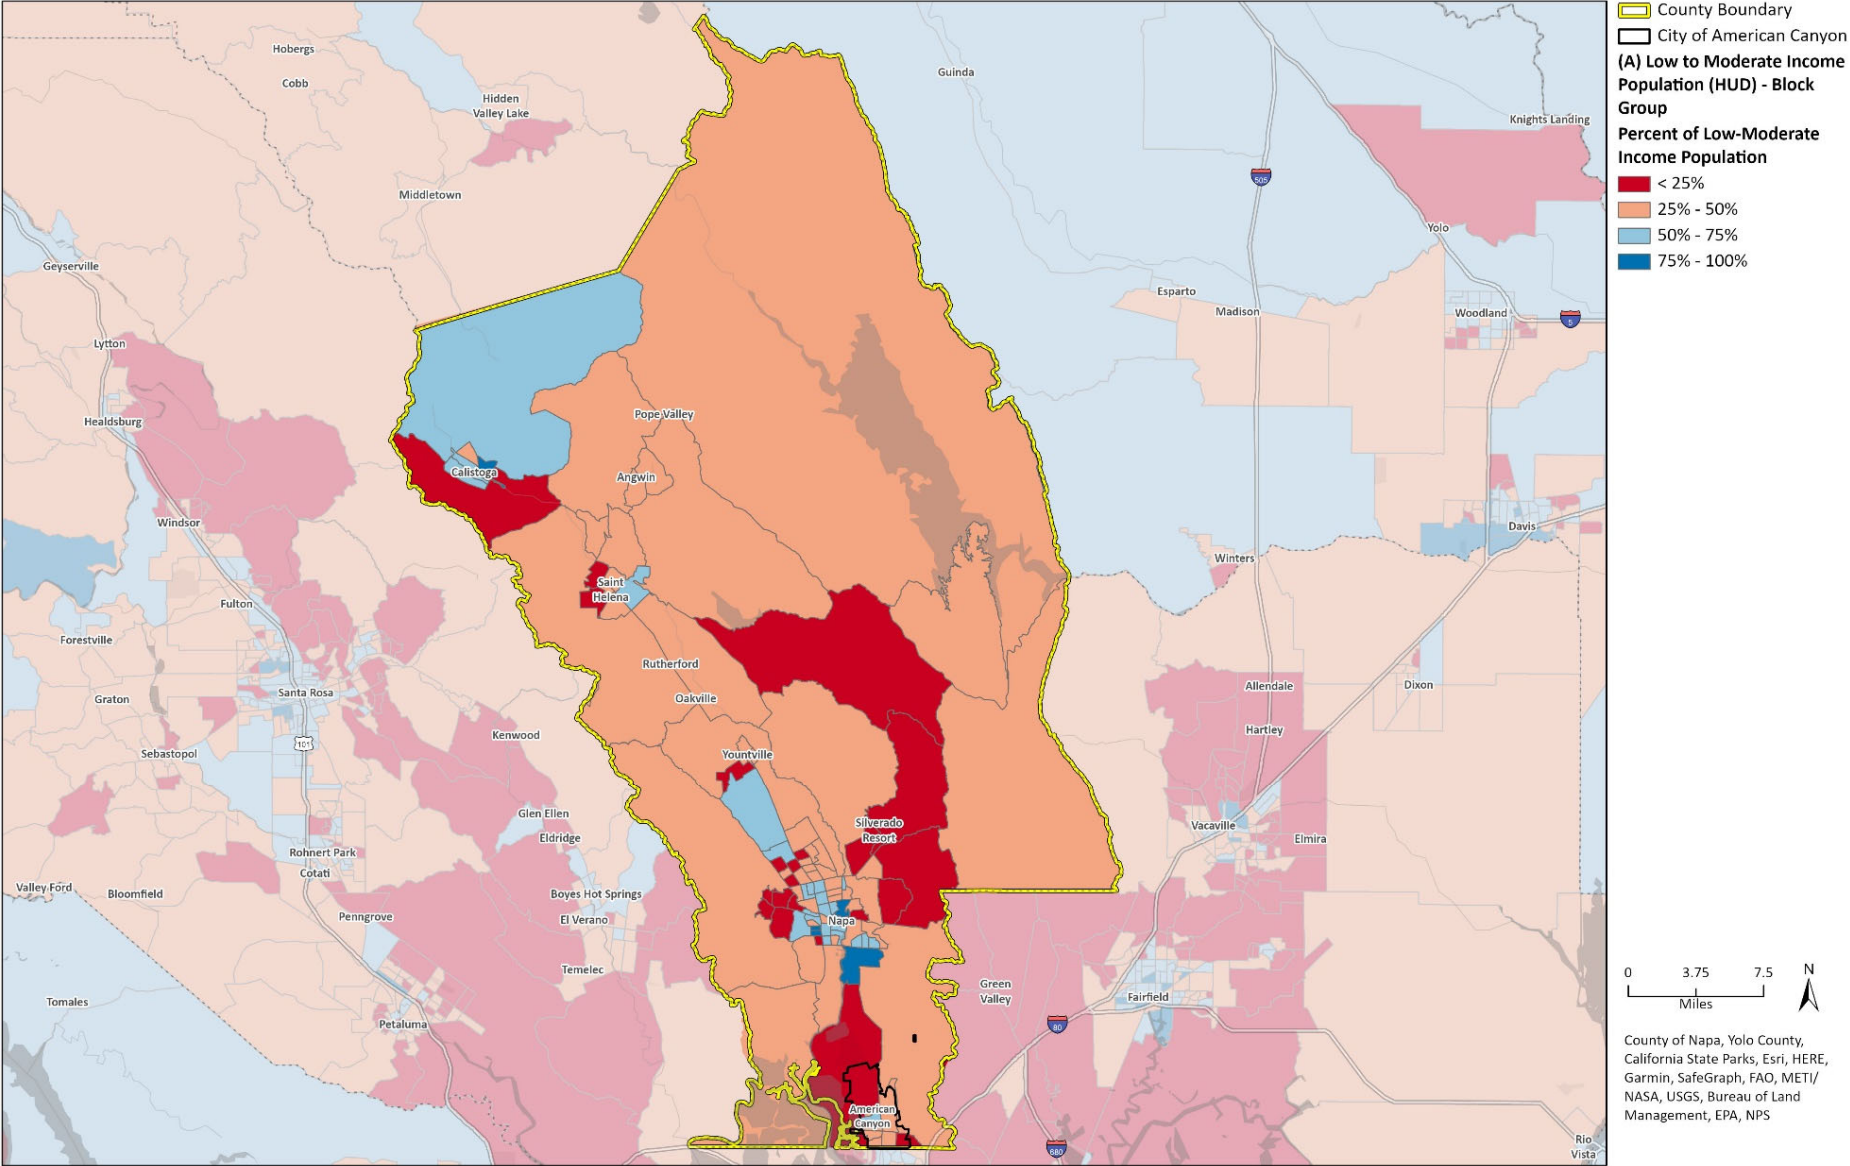 County Boundary
City of American Canyon
(A) Low to Moderate Income
Population (HUD) - Block
Group
Percent of Low-Moderate
Income Population
< 25%
25% - 50%
50% - 75%
75% - 100%
Hobergs
Cobb
Hidden
Valley Lake
Guinda
Knights Landing
505
Middletown
Yolo
Geyserville
Esparto
Madison
Woodland
5
Lytton
Healdsburg
Pope Valley
Calistoga
Angwin
Windsor
Davis
Winters
Saint
Helena
Fulton
Forestville
Rutherford
Oakville
Graton
Santa Rosa
Allendale
Dixon
Kenwood
Hartley
101
Sebastopol
Yountville
Glen Ellen
Eldridge
Silverado
Resort
Vacaville
Elmira
Rohnert Park
Cotati
Valley Ford
Bloomfield
Boyes Hot Springs
Penngrove
El Verano
Napa
Temelec
Green
Valley
Fairfield
Tomales
Petaluma
80
American
Canyon
680
Rio
Vista
0 3.75 7.5
Miles
N
County of Napa, Yolo County,
California State Parks, Esri, HERE,
Garmin, SafeGraph, FAO, METI/
NASA, USGS, Bureau of Land
Management, EPA, NPS